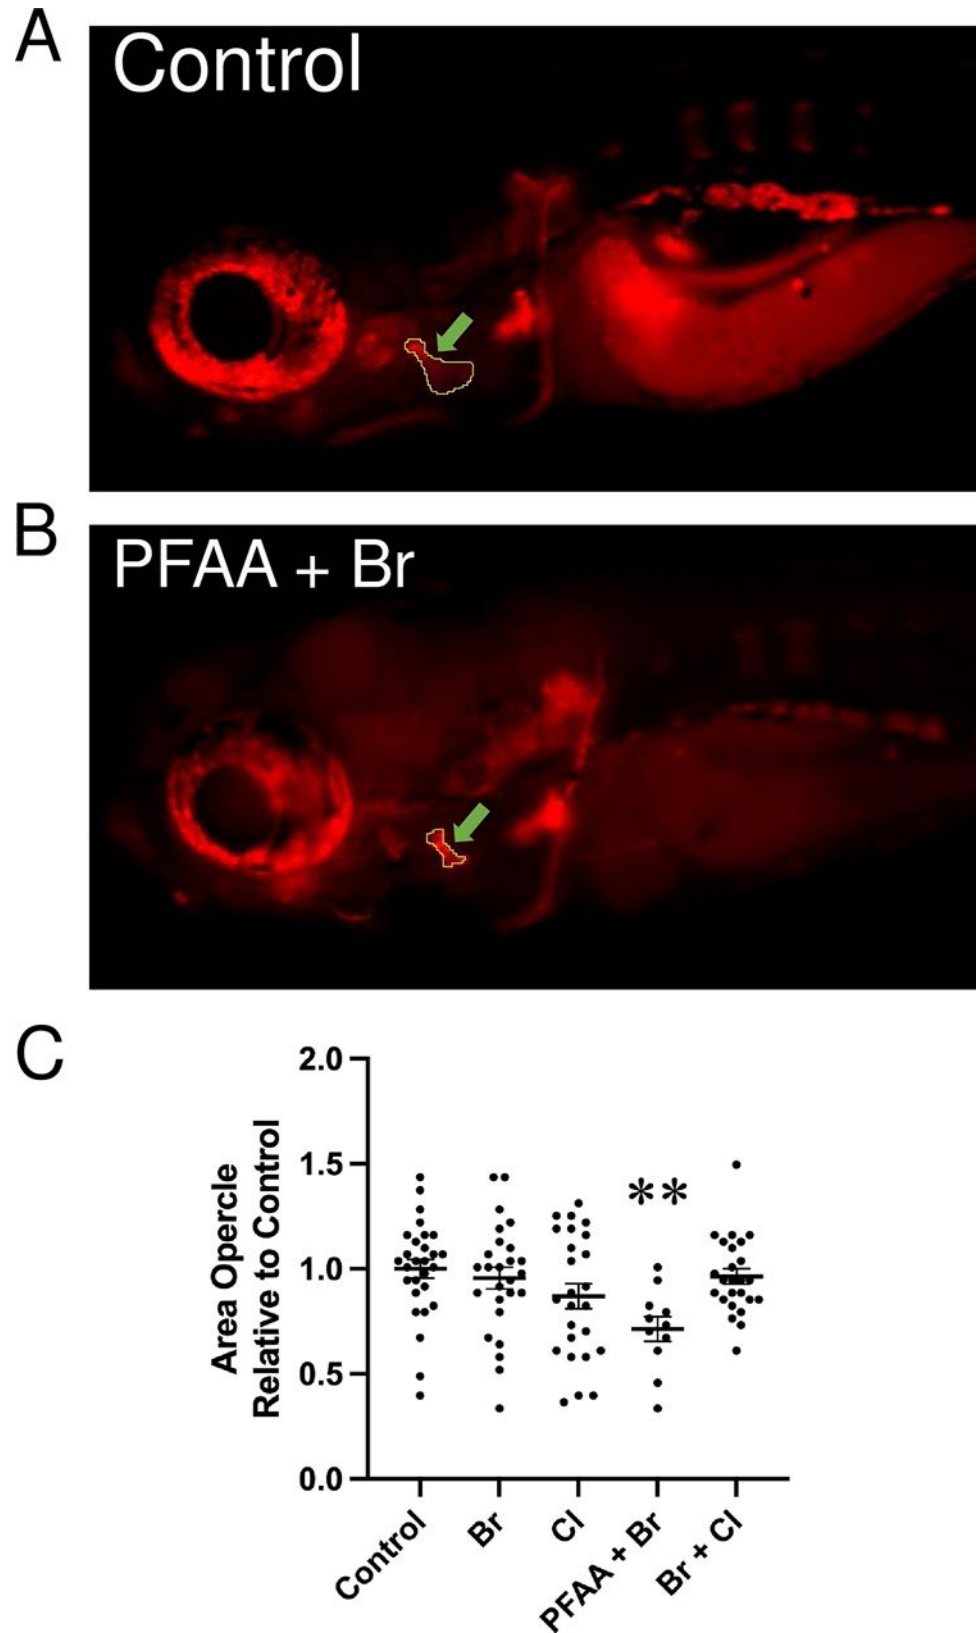 A
Control
B
PFAA + Br
C
2.0
1.5
1.0
0.5
0.0
Area Opercle
Relative to Control
**
Control
Br
Cl
PFAA + Br
Br + Cl